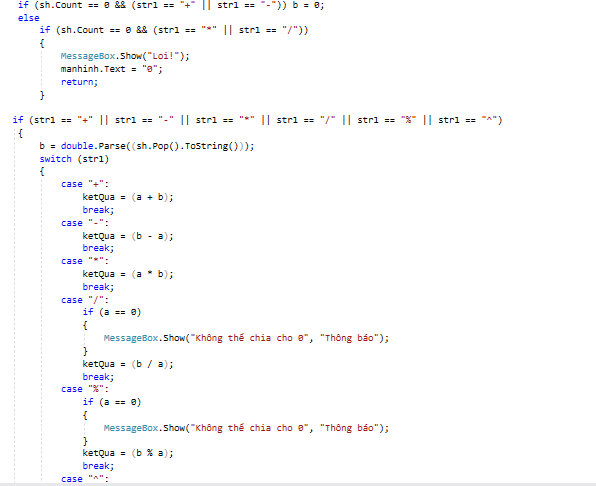 if (sh.Count == 0 && (str1 == "+" || str1 == "-")) b = 0;
else
if (sh.Count == 0 && (str1 == "*" || str1 == "/"))
{
MessageBox.Show("Loi!");
manhinh.Text = "0";
return;
}
if (str1 == "+" || str1 == "-" || str1 == "*" || str1 == "/" || str1 == "%" || str1 == "^")
{
b = double.Parse((sh.Pop().ToString()));
switch (str1)
{
case "+":
ketQua = (a + b);
break;
case "-":
ketQua = (b - a);
break;
case "*":
ketQua = (a * b);
break;
case "/":
if (a == 0)
{
MessageBox.Show("Không thể chia cho 0", "Thông báo");
}
ketQua = (b / a);
break;
case "%":
if (a == 0)
{
MessageBox.Show("Không thể chia cho 0", "Thông báo");
}
ketQua = (b % a);
break;
case "^":